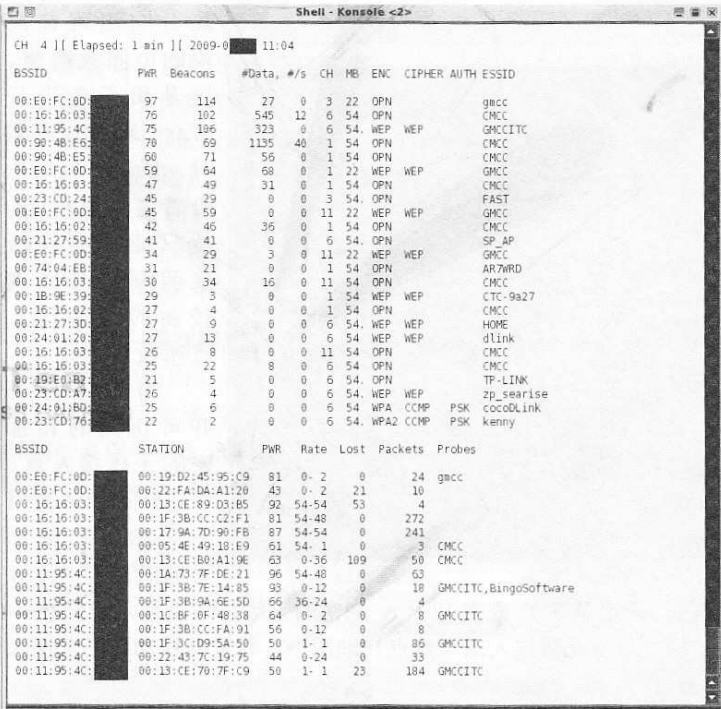 Shell - Konsole <2>
CH 4 ][ Elapsed: 1 min ][ 2009-0 11:04
BSSID PWR Beacons #Data, #/s CH MB ENC CIPHER AUTH ESSID
00:E0:FC:0D: 97 114 27 0 3 22 OPN gmcc
00:16:16:03: 76 102 545 12 6 54 OPN CMCC
00:11:95:4C: 75 106 323 0 6 54. WEP WEP GMCCITC
00:90:4B:E6: 70 69 1135 40 1 54 OPN CMCC
00:90:4B:E5: 60 71 56 0 1 54 OPN CMCC
00:E0:FC:0D: 59 64 68 0 1 22 WEP WEP GMCC
00:16:16:03: 47 49 31 0 1 54 OPN CMCC
00:23:CD:24: 45 29 0 0 3 54. OPN FAST
00:E0:FC:0D: 45 59 0 0 11 22 WEP WEP GMCC
00:16:16:02: 42 46 36 0 1 54 OPN CMCC
00:21:27:59: 41 41 0 0 6 54. OPN SP_AP
00:E0:FC:0D: 34 29 3 0 11 22 WEP WEP GMCC
00:74:04:EB: 31 21 0 0 1 54 OPN AR7WRD
00:16:16:03: 30 34 16 0 11 54 OPN CMCC
00:1B:9E:39: 29 3 0 0 1 54 WEP WEP CTC-9a27
00:16:16:02: 27 4 0 0 1 54 OPN CMCC
00:21:27:3D: 27 9 0 0 6 54. WEP WEP HOME
00:24:01:20: 27 13 0 0 6 54. WEP WEP dlink
00:16:16:03: 26 8 0 0 11 54 OPN CMCC
00:16:16:03: 25 22 8 0 6 54 OPN CMCC
00:19:E0:B2: 21 5 0 0 6 54. OPN TP-LINK
00:23:CD:A7: 26 4 0 0 6 54. WEP WEP zp_searise
00:24:01:BD: 25 6 0 0 6 54 WPA CCMP PSK cocoDLink
00:23:CD:76: 22 2 0 0 6 54. WPA2 CCMP PSK kenny
BSSID STATION PWR Rate Lost Packets Probes
00:E0:FC:0D: 00:19:D2:45:95:C9 81 0- 2 0 24 gmcc
00:E0:FC:0D: 00:22:FA:DA:A1:20 43 0- 2 21 10
00:16:16:03: 00:13:CE:89:D3:B5 92 54-54 53 4
00:16:16:03: 00:1F:3B:CC:C2:F1 81 54-48 0 272
00:16:16:03: 00:17:9A:7D:90:FB 87 54-54 0 241
00:16:16:03: 00:05:4E:49:18:E9 61 54- 1 0 3 CMCC
00:16:16:03: 00:13:CE:B0:A1:9E 63 0-36 109 50 CMCC
00:11:95:4C: 00:1A:73:7F:DE:21 96 54-48 0 63
00:11:95:4C: 00:1F:3B:7E:14:85 93 0-12 0 18 GMCCITC,BingoSoftware
00:11:95:4C: 00:1F:3B:9A:6E:5D 66 36-24 0 4
00:11:95:4C: 00:1C:BF:0F:48:38 64 0- 2 0 8 GMCCITC
00:11:95:4C: 00:1F:3B:CC:FA:91 56 0-12 0 8
00:11:95:4C: 00:1F:3C:D9:5A:50 50 1- 1 0 86 GMCCITC
00:11:95:4C: 00:22:43:7C:19:75 44 0-24 0 33
00:11:95:4C: 00:13:CE:70:7F:C9 50 1- 1 23 184 GMCCITC